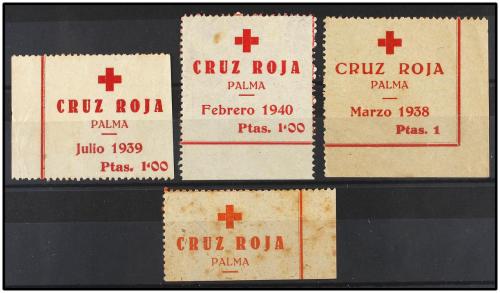 CRUZ ROJA
PALMA
Julio 1939
Ptas. 1'00
CRUZ ROJA
PALMA
Febrero 1940
Ptas. 1'00
CRUZ ROJA
PALMA
Marzo 1938
Ptas. 1
CRUZ ROJA
PALMA